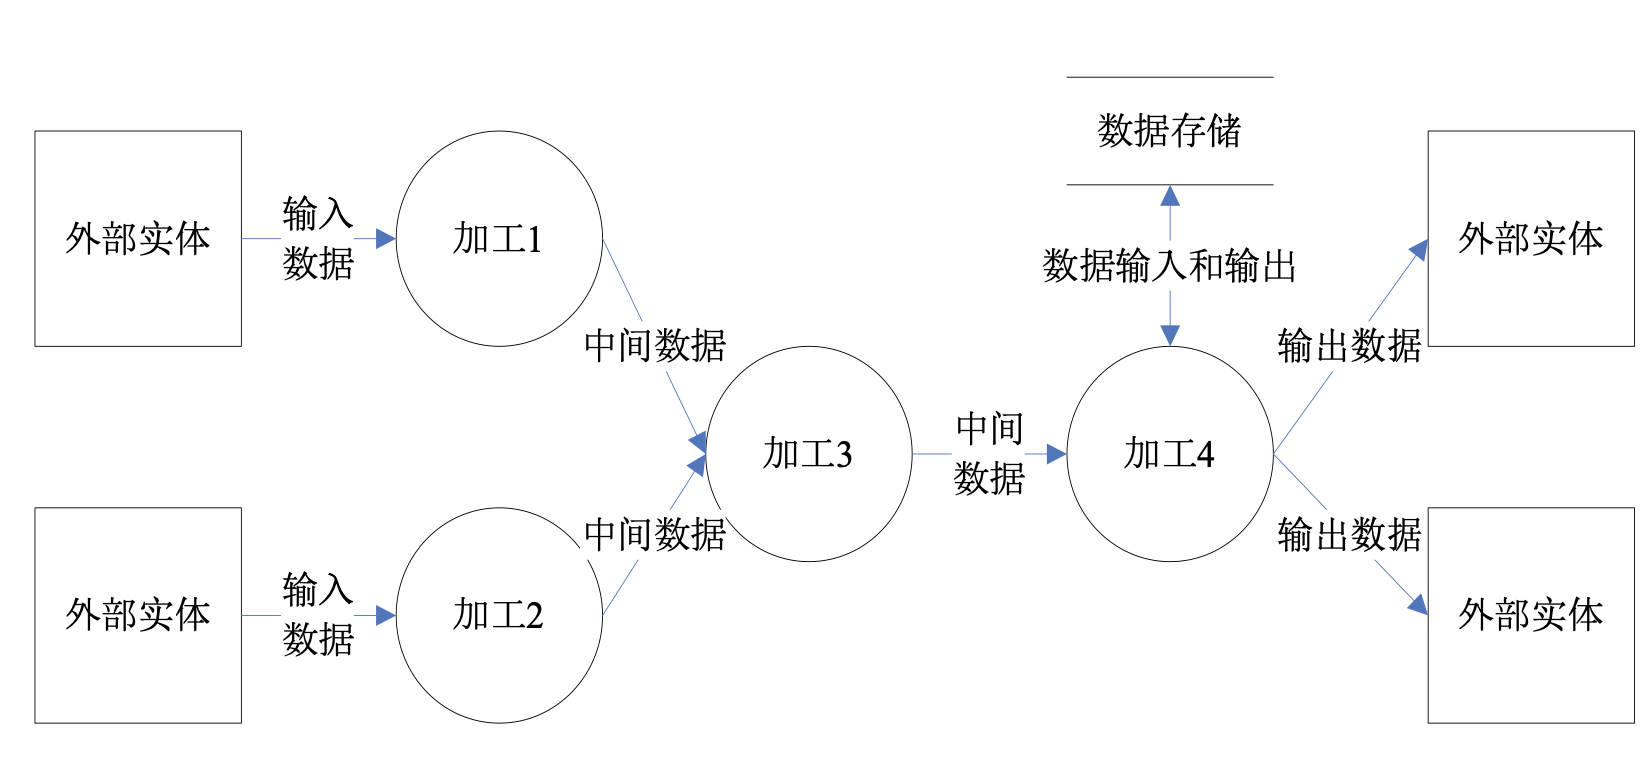 数据存储
外部实体
输入
数据
加工1
数据输入和输出
外部实体
中间数据
输出数据
加工3
中间
数据
加工4
外部实体
输入
数据
加工2
中间数据
输出数据
外部实体